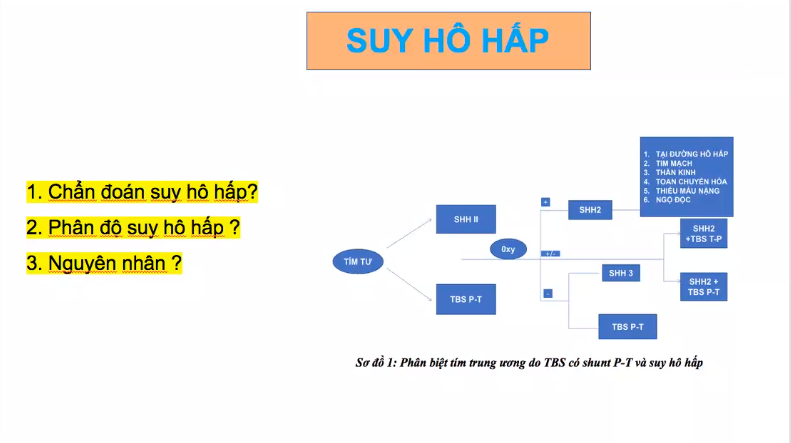 SUY HÔ HẤP
1. Chẩn đoán suy hô hấp?
2. Phân độ suy hô hấp ?
3. Nguyên nhân ?
TÍM TƯ
SHH II
TBS P-T
0xy
+
+/-
-
SHH2
1. TẠI ĐƯỜNG HÔ HẤP
2. TIM MẠCH
3. THẦN KINH
4. TOAN CHUYỂN HÓA
5. THIẾU MÁU NẶNG
6. NGỘ ĐỘC
SHH2
+TBS T-P
SHH2 +
TBS P-T
SHH 3
TBS P-T
Sơ đồ 1: Phân biệt tím trung ương do TBS có shunt P-T và suy hô hấp